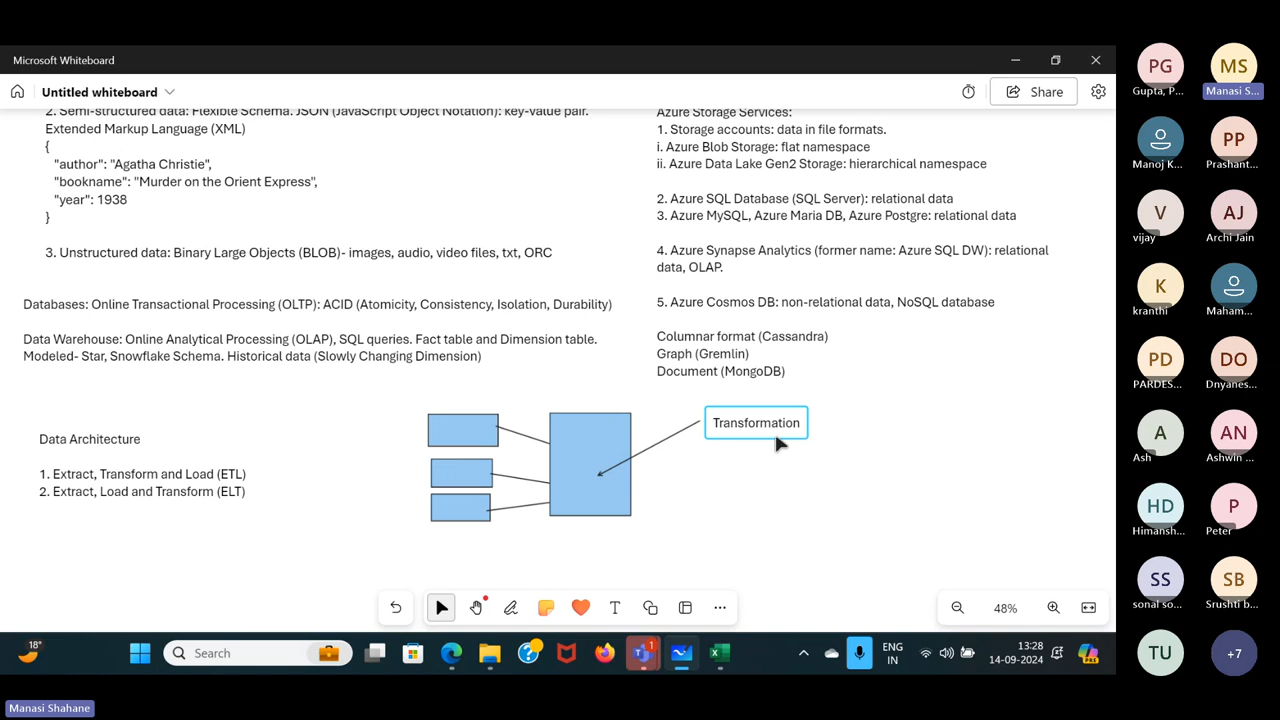 Microsoft Whiteboard
Untitled whiteboard
Share
2. Semi-structured data: Flexible Schema. JSON (JavaScript Object Notation): key-value pair.
Extended Markup Language (XML)
{
"author": "Agatha Christie",
"bookname": "Murder on the Orient Express",
"year": 1938
}
3. Unstructured data: Binary Large Objects (BLOB)- images, audio, video files, txt, ORC
Databases: Online Transactional Processing (OLTP): ACID (Atomicity, Consistency, Isolation, Durability)
Data Warehouse: Online Analytical Processing (OLAP), SQL queries. Fact table and Dimension table.
Modeled- Star, Snowflake Schema. Historical data (Slowly Changing Dimension)
Data Architecture
1. Extract, Transform and Load (ETL)
2. Extract, Load and Transform (ELT)
Azure Storage Services:
1. Storage accounts: data in file formats.
i. Azure Blob Storage: flat namespace
ii. Azure Data Lake Gen2 Storage: hierarchical namespace
2. Azure SQL Database (SQL Server): relational data
3. Azure MySQL, Azure Maria DB, Azure Postgre: relational data
4. Azure Synapse Analytics (former name: Azure SQL DW): relational
data, OLAP.
5. Azure Cosmos DB: non-relational data, NoSQL database
Columnar format (Cassandra)
Graph (Gremlin)
Document (MongoDB)
Transformation
48%
18°
Search
1
PRE
ENG
IN
13:28
14-09-2024
PG
Gupta, P...
MS
Manasi S...
Manoj K...
PP
Prashant...
V
vijay
AJ
Archi Jain
K
kranthi
Maham...
PD
PARDES...
DO
Dnyanes...
A
Ash
AN
Ashwin ...
HD
Himansh...
P
Peter
SS
sonal so...
SB
Srushti b...
TU
+7
Manasi Shahane